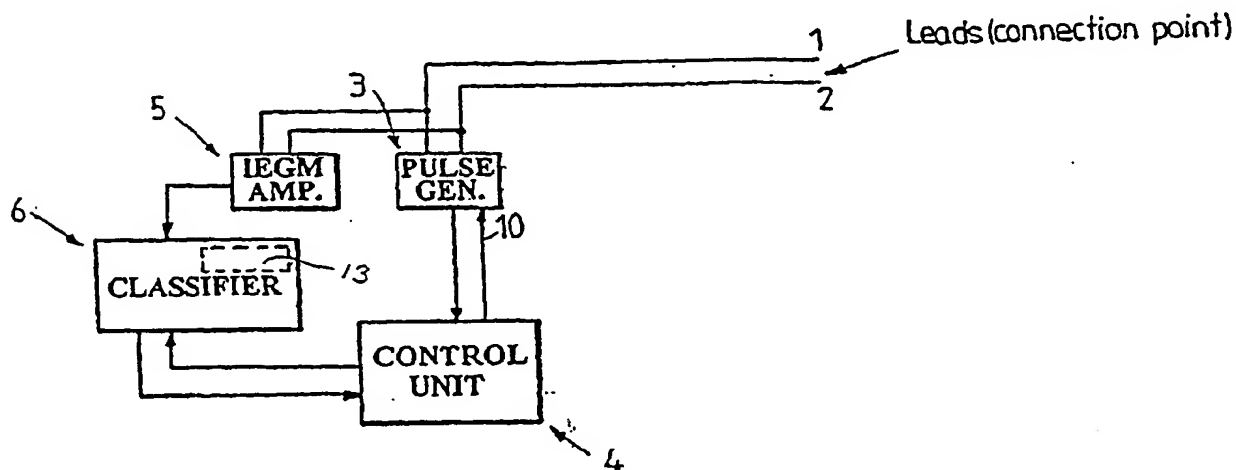 Leads (connection point)
1
2
3
5
IEGM
AMP.
PULSE
GEN.
6
10
13
CLASSIFIER
CONTROL
UNIT
4